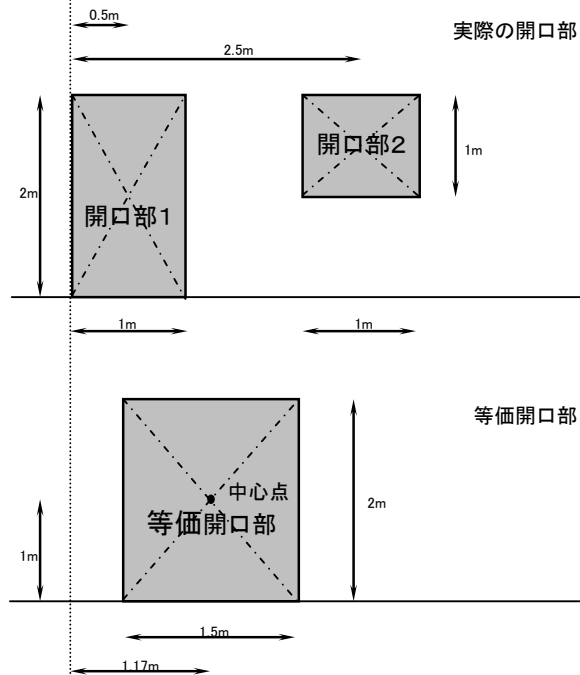 0.5m
実際の開口部
2.5m
開口部2
1m
2m
開口部1
1m
1m
等価開口部
中心点
2m
等価開口部
1m
1.5m
1.17m